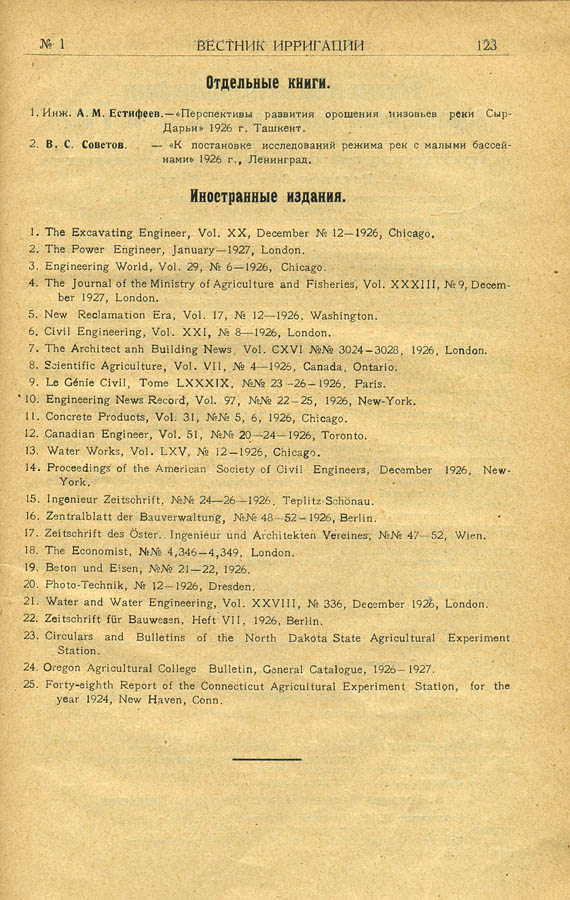 № 1 ВЕСТНИК ИРРИГАЦИИ 123
Отдельные книги.
1. Инж. А. М. Естифеев.—«Перспективы развития орошения низовьев реки Сыр-
Дарьи» 1926 г. Ташкент.
2. В. С. Советов. — «К постановке исследований режима рек с малыми бассей-
нами» 1926 г., Ленинград.
Иностранные издания.
1. The Excavating Engineer, Vol. XX, December № 12—1926, Chicago.
2. The Power Engineer, January—1927, London.
3. Engineering World, Vol. 29, № 6—1926, Chicago.
4. The Journal of the Ministry of Agriculture and Fisheries, Vol. XXXIII, № 9, Decem-
ber 1927, London.
5. New Reclamation Era, Vol. 17, № 12—1926, Washington.
6. Civil Engineering, Vol. XXI, № 8—1926, London.
7. The Architect anh Building News, Vol. CXVI №№ 3024-3028, 1926, London.
8. Scientific Agriculture, Vol. VII, № 4—1926, Canada, Ontario.
9. Le Génie Civil, Tome LXXXIX, №№ 23-26-1926, Paris.
10. Engineering News Record, Vol. 97, №№ 22—25, 1926, New-York.
11. Concrete Products, Vol. 31, №№ 5, 6, 1926, Chicago.
12. Canadian Engineer, Vol. 51, №№ 20—24—1926, Toronto.
13. Water Works, Vol. LXV, № 12—1926, Chicago.
14. Proceedings of the American Society of Civil Engineers, December 1926, New-
York.
15. Ingenieur Zeitschrift, №№ 24—26—1926, Teplitz-Schönau.
16. Zentralblatt der Bauverwaltung, №№ 48—52—1926, Berlin.
17. Zeitschrift des Öster. Ingenieur und Architekten Vereines, №№ 47—52, Wien.
18. The Economist, №№ 4,346—4,349, London.
19. Beton und Eisen, №№ 21—22, 1926.
20. Photo-Technik, № 12—1926, Dresden.
21. Water and Water Engineering, Vol. XXVIII, № 336, December 1926, London.
22. Zeitschrift für Bauwesen, Heft VII, 1926, Berlin.
23. Circulars and Bulletins of the North Dakota State Agricultural Experiment
Station.
24. Oregon Agricultural College Bulletin, General Catalogue, 1926—1927.
25. Forty-eighth Report of the Connecticut Agricultural Experiment Station, for the
year 1924, New Haven, Conn.